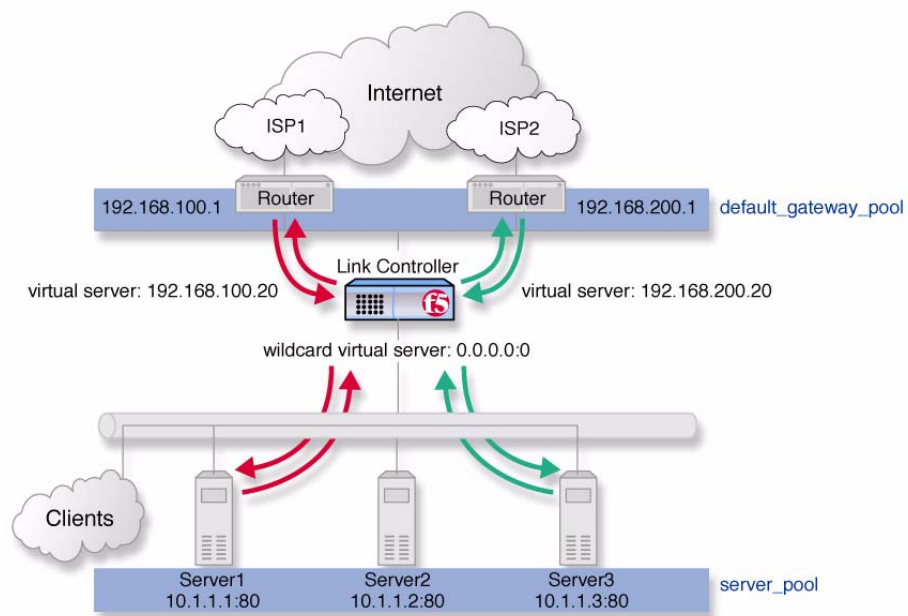 Internet
ISP1
ISP2
Router
Router
192.168.100.1
192.168.200.1
default_gateway_pool
Link Controller
virtual server: 192.168.100.20
virtual server: 192.168.200.20
f5
wildcard virtual server: 0.0.0.0:0
Clients
Server1
10.1.1.1:80
Server2
10.1.1.2:80
Server3
10.1.1.3:80
server_pool